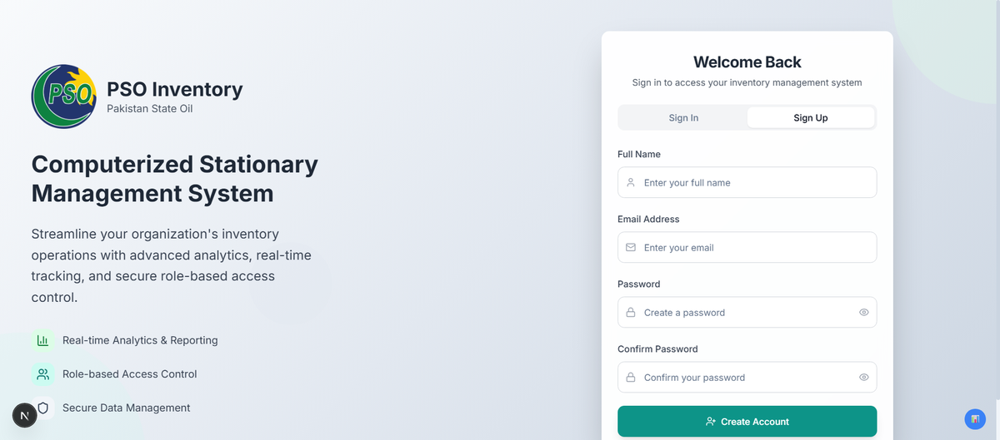 PSO
PSO Inventory
Pakistan State Oil
Computerized Stationary
Management System
Streamline your organization's inventory
operations with advanced analytics, real-time
tracking, and secure role-based access
control.
Real-time Analytics & Reporting
Role-based Access Control
Secure Data Management
N
Welcome Back
Sign in to access your inventory management system
Sign In
Sign Up
Full Name
Enter your full name
Email Address
Enter your email
Password
Create a password
Confirm Password
Confirm your password
Create Account